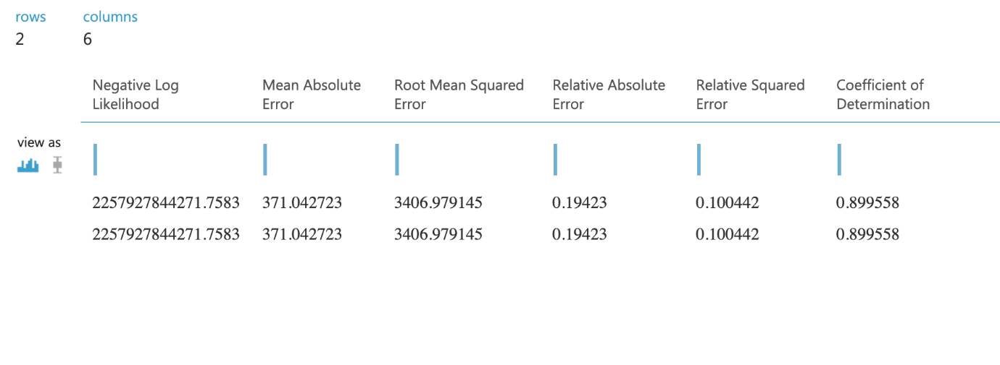 rows columns
2 6
Negative Log Mean Absolute Root Mean Squared Relative Absolute Relative Squared Coefficient of
Likelihood Error Error Error Error Determination
view as
2257927844271.7583 371.042723 3406.979145 0.19423 0.100442 0.899558
2257927844271.7583 371.042723 3406.979145 0.19423 0.100442 0.899558